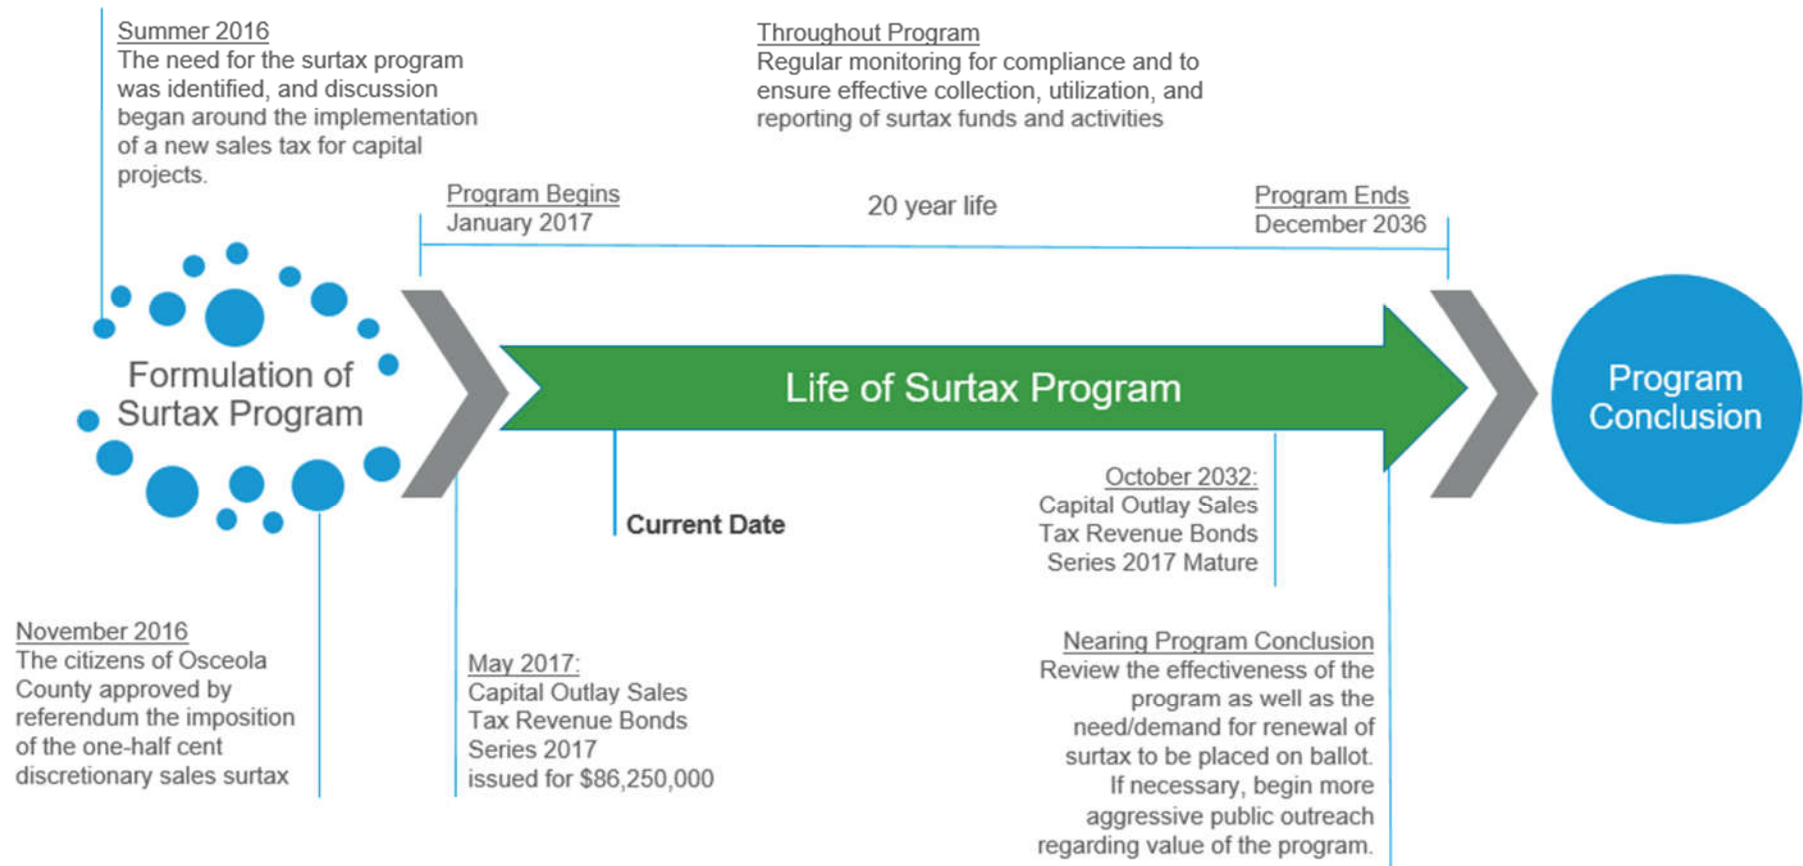 Summer 2016
The need for the surtax program
was identified, and discussion
began around the implementation
of a new sales tax for capital
projects.
Throughout Program
Regular monitoring for compliance and to
ensure effective collection, utilization, and
reporting of surtax funds and activities
Program Begins
January 2017
20 year life
Program Ends
December 2036
Formulation of
Surtax Program
Life of Surtax Program
Program
Conclusion
Current Date
October 2032:
Capital Outlay Sales
Tax Revenue Bonds
Series 2017 Mature
November 2016
The citizens of Osceola
County approved by
referendum the imposition
of the one-half cent
discretionary sales surtax
May 2017:
Capital Outlay Sales
Tax Revenue Bonds
Series 2017
issued for $86,250,000
Nearing Program Conclusion
Review the effectiveness of the
program as well as the
need/demand for renewal of
surtax to be placed on ballot.
If necessary, begin more
aggressive public outreach
regarding value of the program.